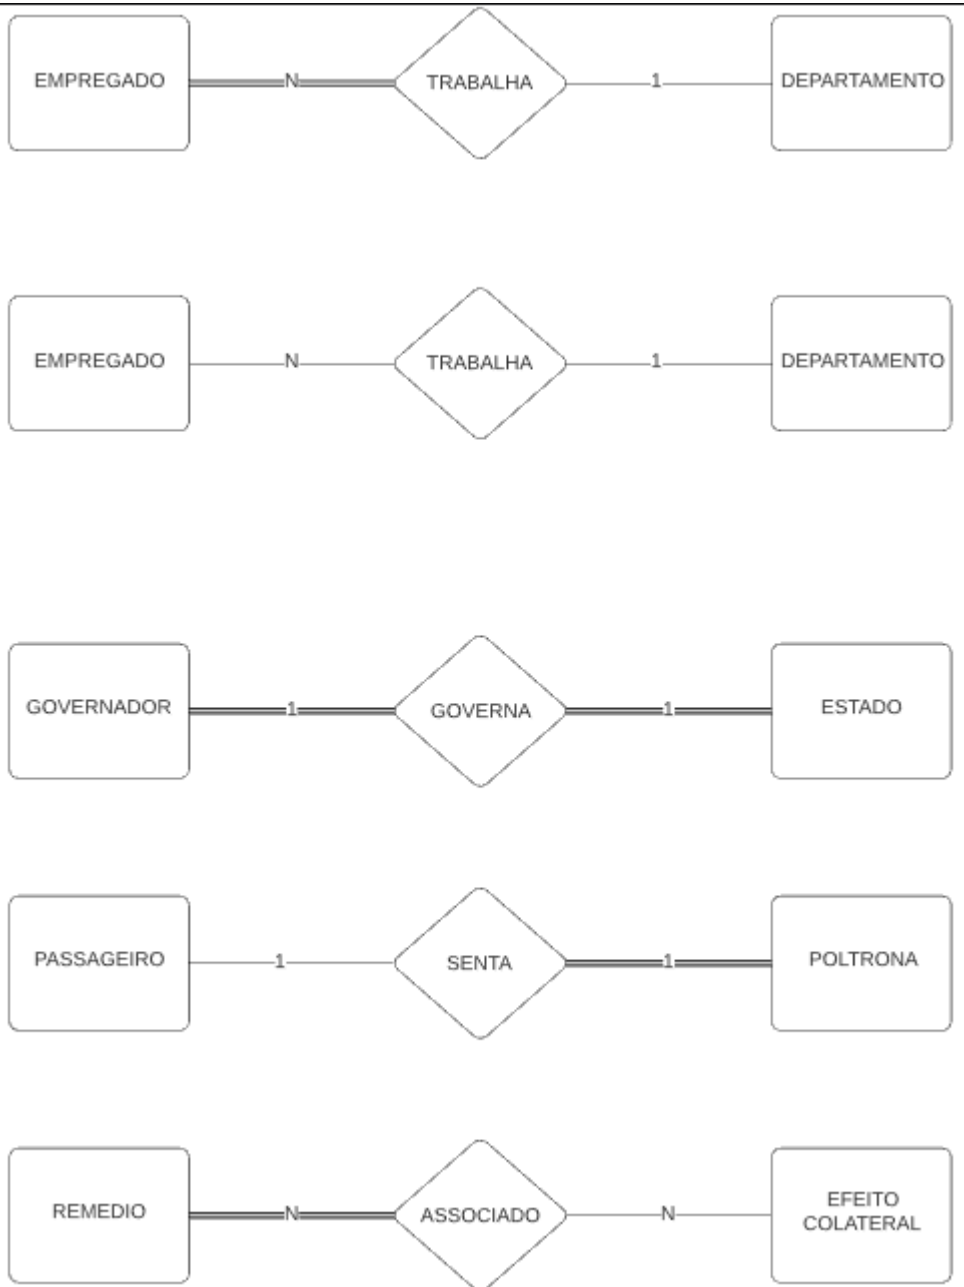 EMPREGADO N TRABALHA 1 DEPARTAMENTO
EMPREGADO N TRABALHA 1 DEPARTAMENTO
GOVERNADOR 1 GOVERNA 1 ESTADO
PASSAGEIRO 1 SENTA 1 POLTRONA
REMEDIO N ASSOCIADO N EFEITO
COLATERAL